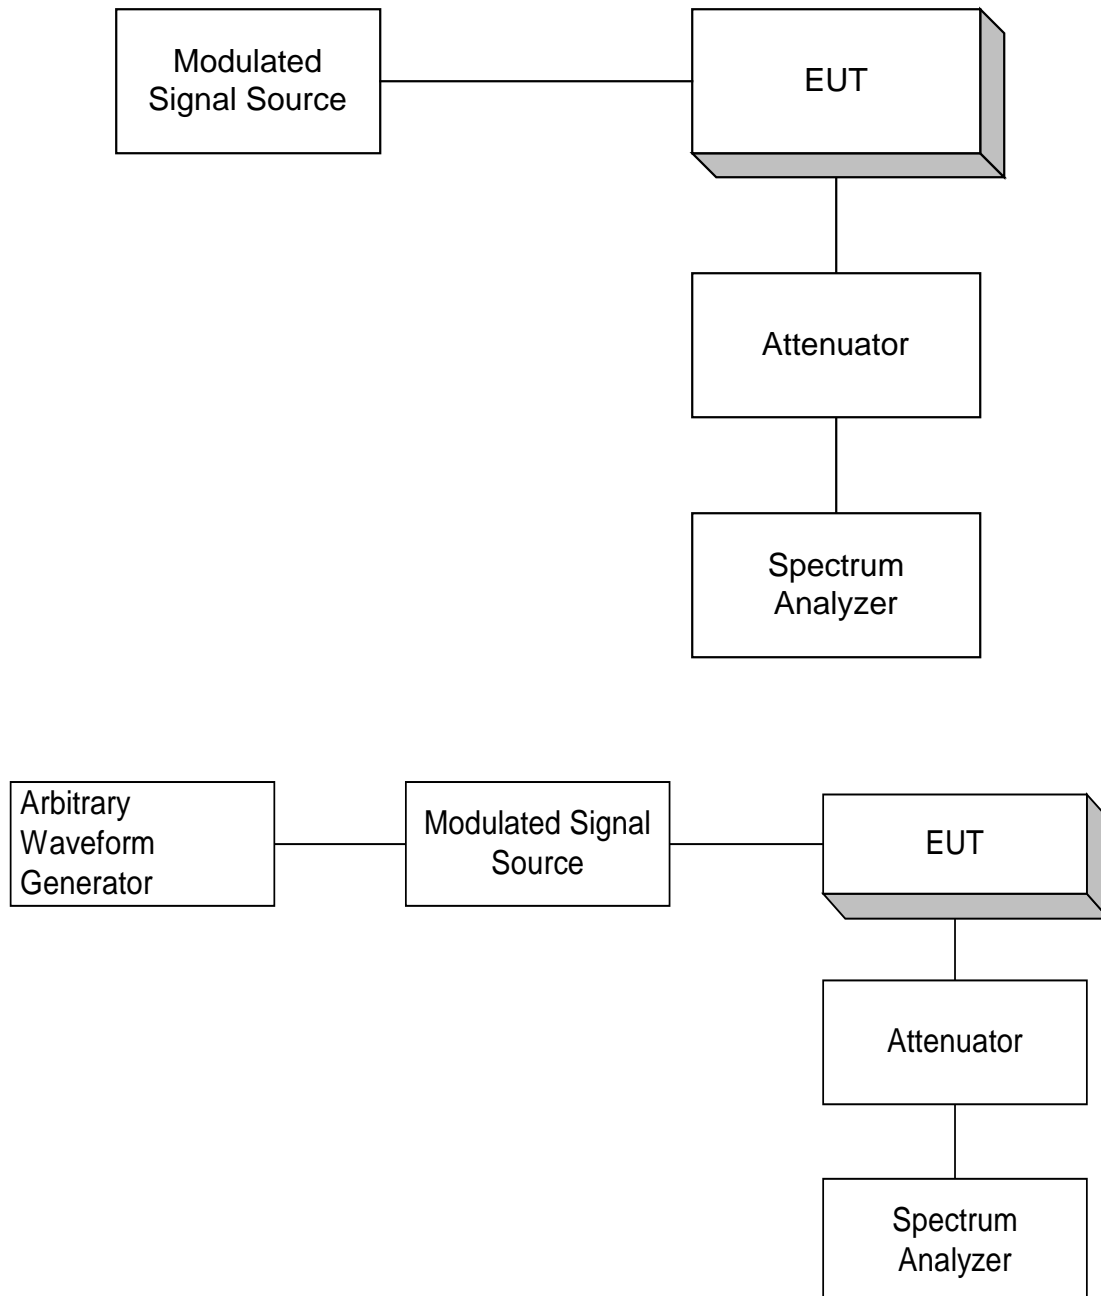 Modulated
Signal Source
EUT
Attenuator
Spectrum
Analyzer
Arbitrary
Waveform
Generator
Modulated Signal
Source
EUT
Attenuator
Spectrum
Analyzer